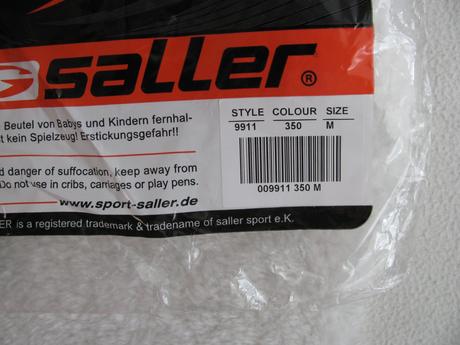 saller®
STYLE COLOUR SIZE
9911 350 M
Beutel von Babys und Kindern fernhal-
t kein Spielzeug! Erstickungsgefahr!!
009911 350 M
danger of suffocation, keep away from
Do not use in cribs, carriages or play pens.
www.sport-saller.de
ER is a registered trademark & tradename of saller sport e.K.